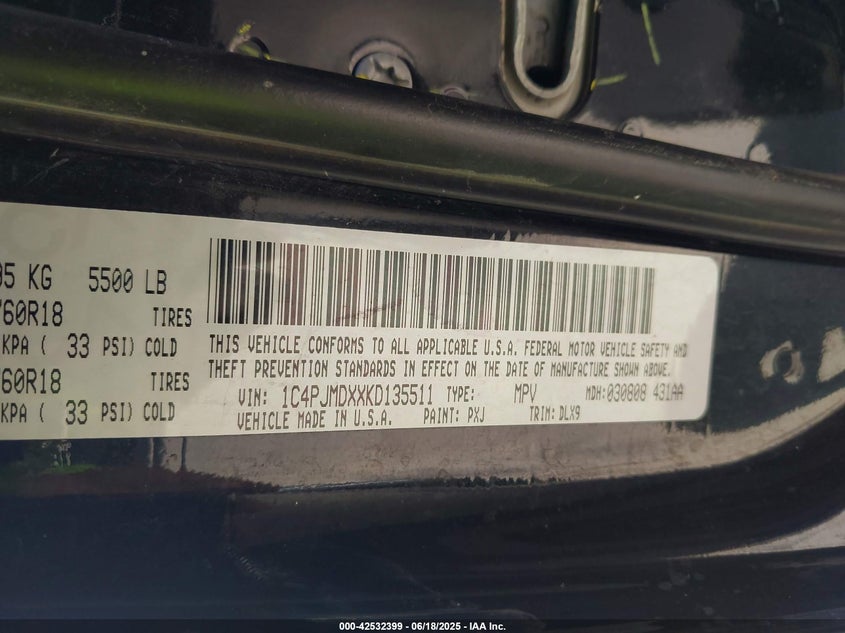 95 KG 5500 LB
/60R18 TIRES
KPA ( 33 PSI) COLD
/60R18 TIRES
KPA ( 33 PSI) COLD
THIS VEHICLE CONFORMS TO ALL APPLICABLE U.S.A. FEDERAL MOTOR VEHICLE SAFETY AND
THEFT PREVENTION STANDARDS IN EFFECT ON THE DATE OF MANUFACTURE SHOWN ABOVE.
VIN: 1C4PJMDXXKD135511 TYPE: MPV MDH: 030808 431AA
VEHICLE MADE IN U.S.A. PAINT: PXJ TRIM: DLX9
000-42532399 - 06/18/2025 - IAA Inc.